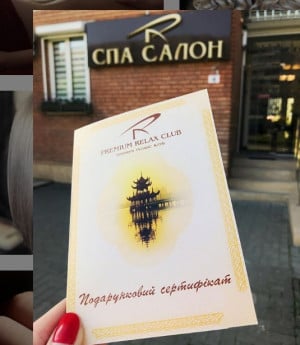 СПА САЛОН
PREMIUM RELAX CLUB
Подарунковий сертифікат